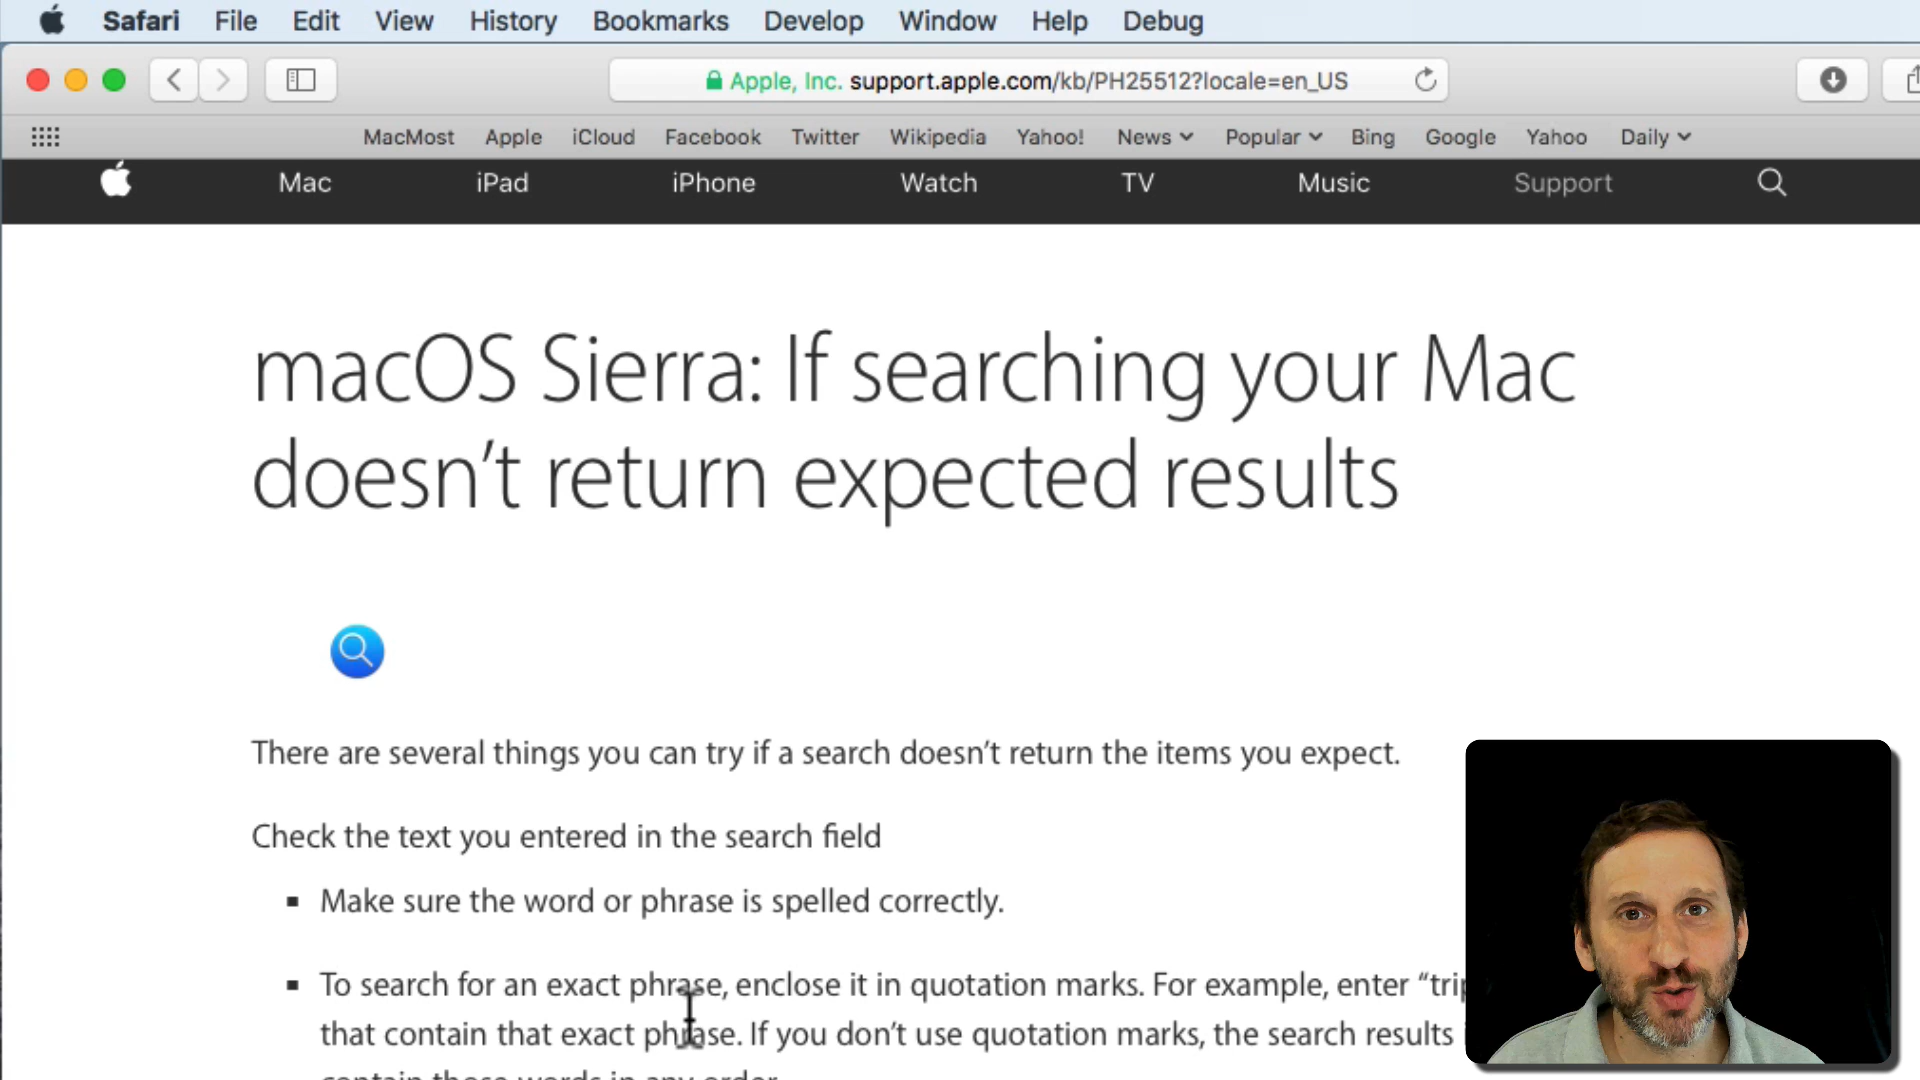 Safari File Edit View History Bookmarks Develop Window Help Debug
Apple, Inc. support.apple.com/kb/PH25512?locale=en_US
MacMost Apple iCloud Facebook Twitter Wikipedia Yahoo! News Popular Bing Google Yahoo Daily
Mac iPad iPhone Watch TV Music Support
macOS Sierra: If searching your Mac
doesn’t return expected results
There are several things you can try if a search doesn’t return the items you expect.
Check the text you entered in the search field
▪ Make sure the word or phrase is spelled correctly.
▪ To search for an exact phrase, enclose it in quotation marks. For example, enter “trip
that contain that exact phrase. If you don’t use quotation marks, the search results
contain those words in any order